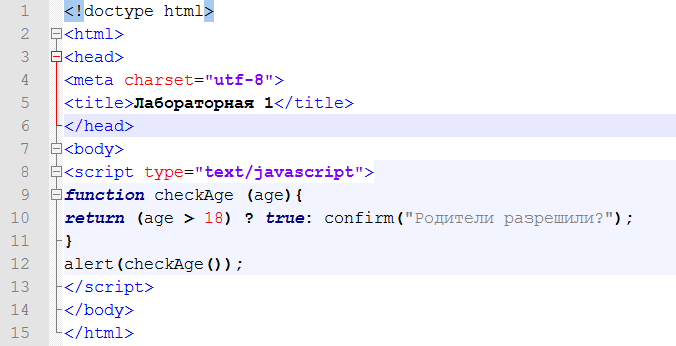 1 <!doctype html>
2 <html>
3 <head>
4 <meta charset="utf-8">
5 <title>Лабораторная 1</title>
6 </head>
7 <body>
8 <script type="text/javascript">
9 function checkAge (age){
10 return (age > 18) ? true: confirm("Родители разрешили?");
11 }
12 alert(checkAge());
13 </script>
14 </body>
15 </html>